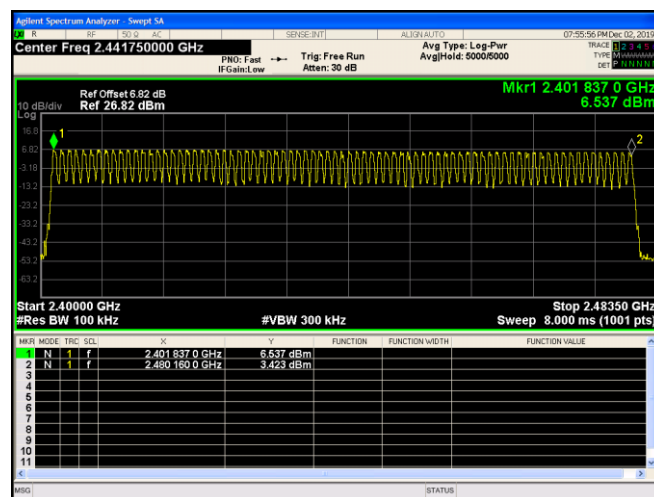 Agilent Spectrum Analyzer - Swept SA
R RF 50 Ω AC SENSE:INT ALIGN AUTO 07:55:56 PM Dec 02, 2019
Center Freq 2.441750000 GHz
Avg Type: Log-Pwr
TRACE 1 2 3 4 5
PNO: Fast Trig: Free Run Avg|Hold: 5000/5000
TYPE M
IFGain:Low Atten: 30 dB
DET P N N N N
Mkr1 2.401 837 0 GHz
Ref Offset 6.82 dB
10 dB/div Ref 26.82 dBm 6.537 dBm
Log
16.8
1
2
6.82
-3.18
-13.2
-23.2
-33.2
-43.2
-53.2
-63.2
Start 2.40000 GHz Stop 2.48350 GHz
#Res BW 100 kHz #VBW 300 kHz Sweep 8.000 ms (1001 pts)
MKR MODE TRC SCL X Y FUNCTION FUNCTION WIDTH FUNCTION VALUE
1 N 1 f 2.401 837 0 GHz 6.537 dBm
2 N 1 f 2.480 160 0 GHz 3.423 dBm
3
4
5
6
7
8
9
10
11
MSG STATUS